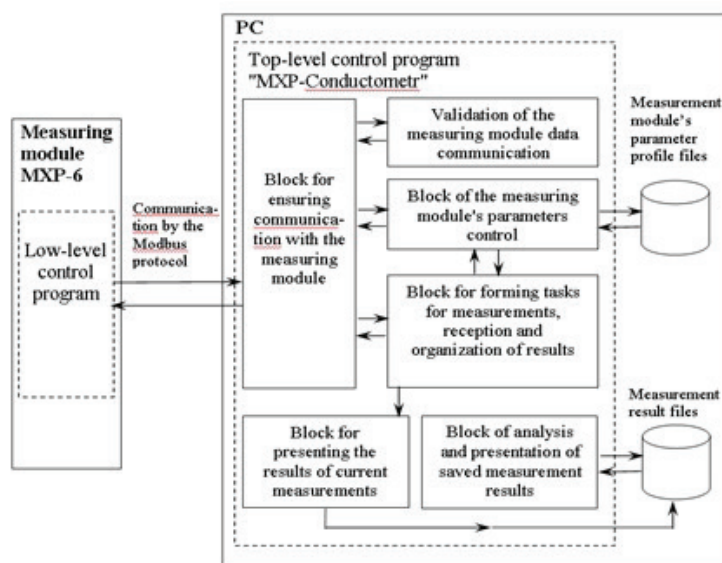 PC
Top-level control program
"MXP-Conductometr"
Measuring
module
MXP-6
Low-level
control
program
Communica-
tion by the
Modbus
protocol
Block for
ensuring
communica-
tion with the
measuring
module
Validation of the
measuring module data
communication
Block of the measuring
module's parameters
control
Block for forming tasks
for measurements,
reception and
organization of results
Measurement
module's
parameter
profile files
Block for
presenting the
results of current
measurements
Block of analysis
and presentation of
saved measurement
results
Measurement
result files